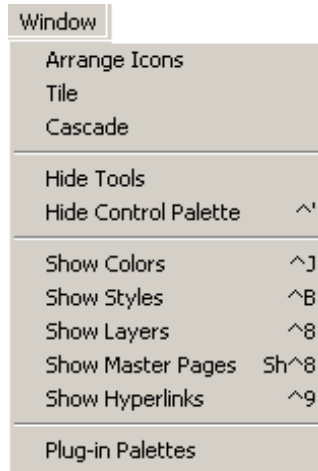 Window
Arrange Icons
Tile
Cascade
Hide Tools
Hide Control Palette ^'
Show Colors ^J
Show Styles ^B
Show Layers ^8
Show Master Pages Sh^8
Show Hyperlinks ^9
Plug-in Palettes